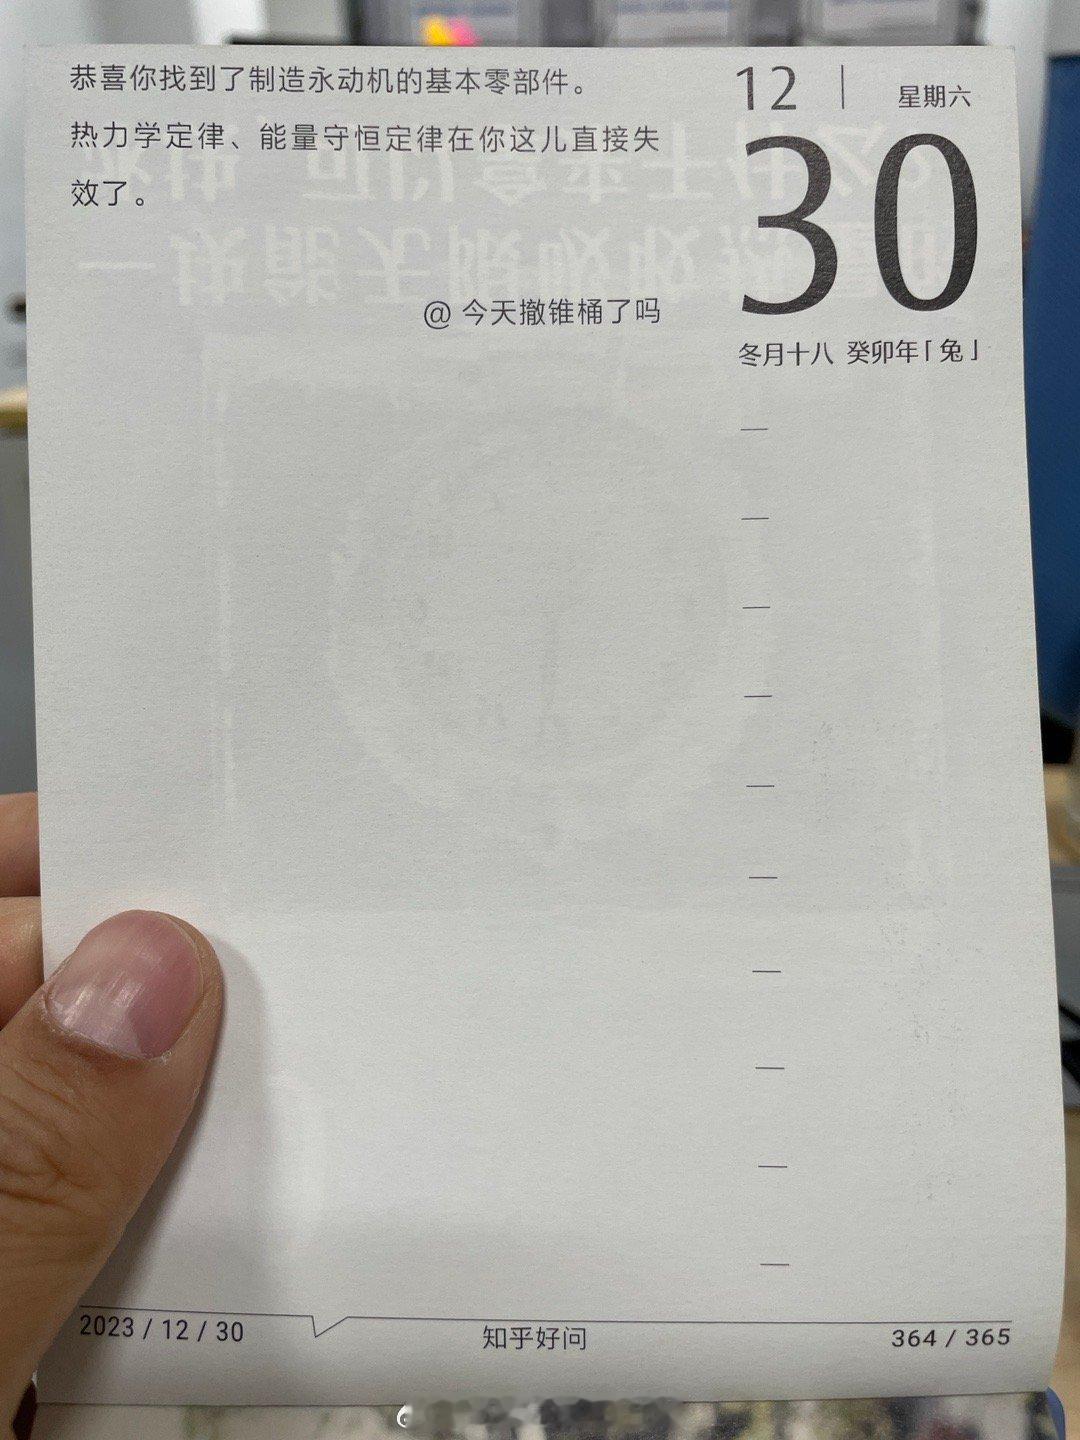 恭喜你找到了制造永动机的基本零部件。
热力学定律、能量守恒定律在你这儿直接失
效了。
@ 今天撤锥桶了吗
12 | 星期六
30
冬月十八 癸卯年「兔」
2023 / 12 / 30
知乎好问
364 / 365